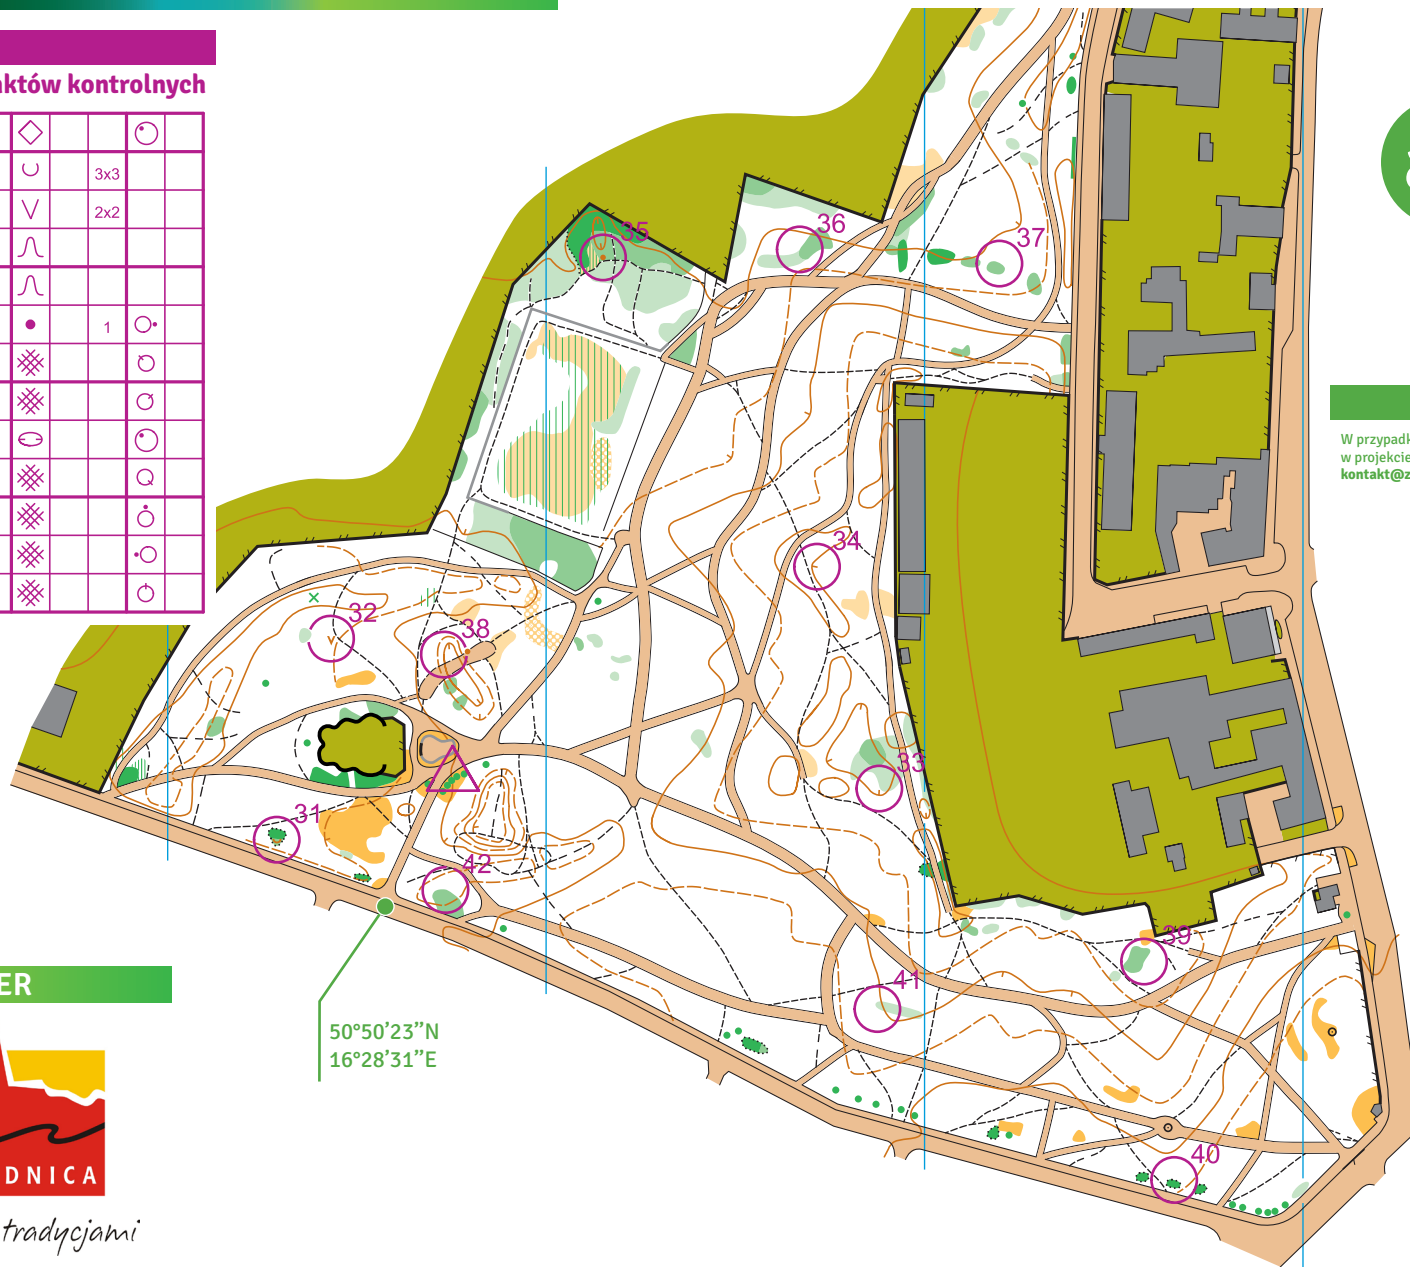 któw kontrolnych
3x3
2x2
1
35
36
37
34
32
38
33
31
42
39
41
40
W przypadk
w projekcie
kontakt@z
ER
50°50'23"N
16°28'31"E
DNICA
tradycjami